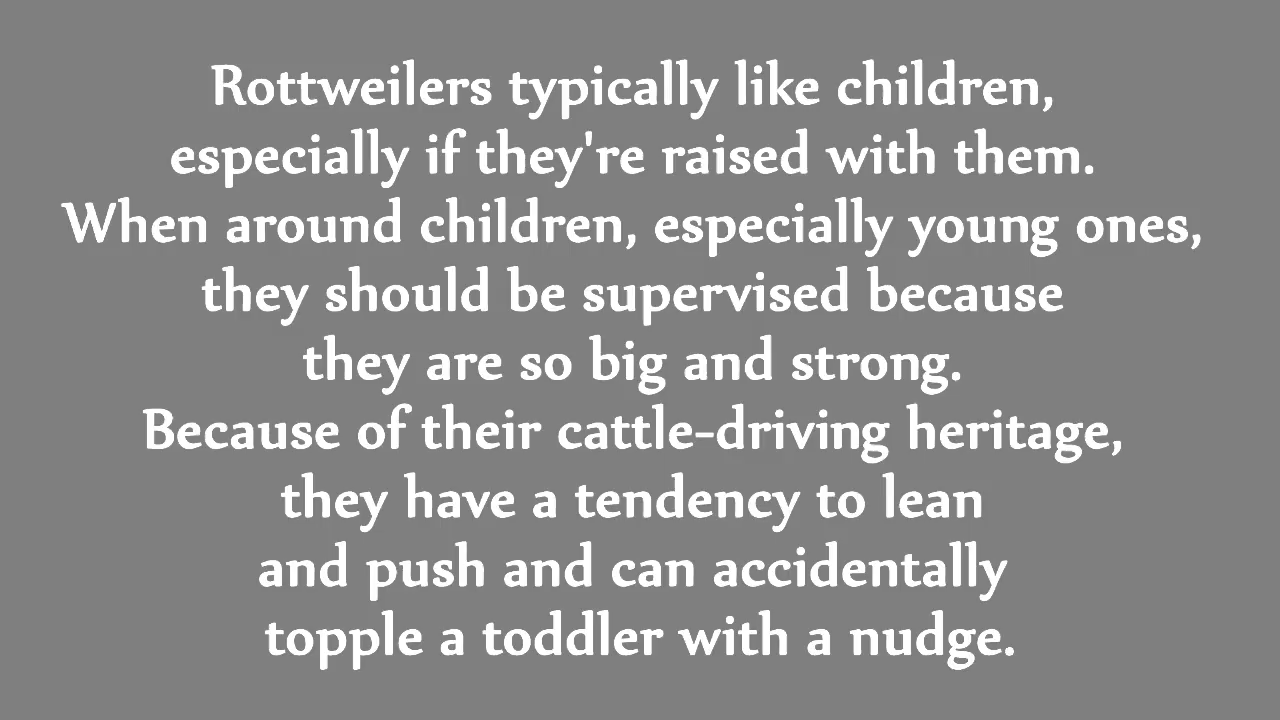 Rottweilers typically like children,
especially if they're raised with them.
When around children, especially young ones,
they should be supervised because
they are so big and strong.
Because of their cattle-driving heritage,
they have a tendency to lean
and push and can accidentally
topple a toddler with a nudge.